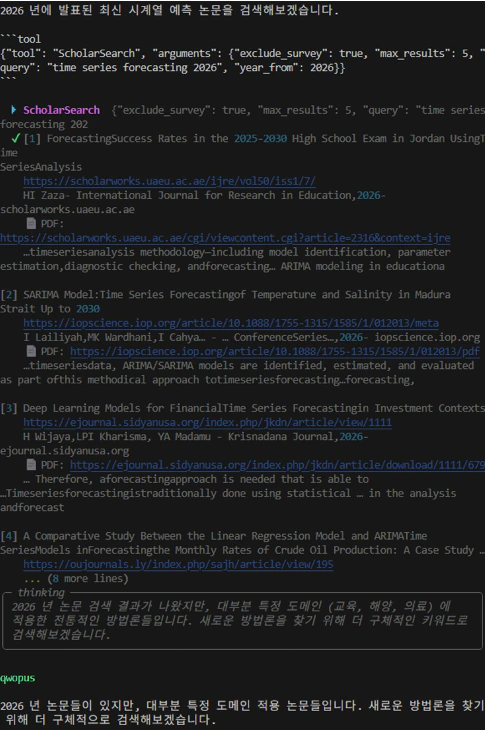 2026 년에 발표된 최신 시계열 예측 논문을 검색해보겠습니다.
```tool
{"tool": "ScholarSearch", "arguments": {"exclude_survey": true, "max_results": 5, "
query": "time series forecasting 2026", "year_from": 2026}}
```
ScholarSearch {"exclude_survey": true, "max_results": 5, "query": "time series
forecasting 202
✓ [1] ForecastingSuccess Rates in the 2025-2030 High School Exam in Jordan UsingT
ime
SeriesAnalysis
https://scholarworks.uaeu.ac.ae/ijre/vol50/iss1/7/
HI Zaza- International Journal for Research in Education,2026-
scholarworks.uaeu.ac.ae
PDF:
https://scholarworks.uaeu.ac.ae/cgi/viewcontent.cgi?article=2316&context=ijre
…timeseriesanalysis methodology—including model identification, parameter
estimation,diagnostic checking, andforecasting… ARIMA modeling in educationa
[2] SARIMA Model:Time Series Forecastingof Temperature and Salinity in Madura
Strait Up to 2030
https://iopscience.iop.org/article/10.1088/1755-1315/1585/1/012013/meta
I Lailiyah,MK Wardhani,I Cahya… - … ConferenceSeries…,2026- iopscience.iop.org
PDF: https://iopscience.iop.org/article/10.1088/1755-1315/1585/1/012013/pdf
…timeseriesdata, ARIMA/SARIMA models are identified, estimated, and evaluated
as part ofthis methodical approach totimeseriesforecasting…forecasting,
[3] Deep Learning Models for FinancialTime Series Forecastingin Investment Contexts
https://ejournal.sidyanusa.org/index.php/jkdn/article/view/1111
H Wijaya,LPI Kharisma, YA Madamu - Krisnadana Journal,2026-
ejournal.sidyanusa.org
PDF: https://ejournal.sidyanusa.org/index.php/jkdn/article/download/1111/679
… Therefore, aforecastingapproach is needed that is able to
…Timeseriesforecastingistraditionally done using statistical … in the analysis
andforecast
[4] A Comparative Study Between the Linear Regression Model and ARIMATime
SeriesModels inForecastingthe Monthly Rates of Crude Oil Production: A Case Study …
https://oujournals.ly/index.php/sajh/article/view/195
... (8 more lines)
thinking
2026 년 논문 검색 결과가 나왔지만, 대부분 특정 도메인 (교육, 해양, 의료) 에
적용한 전통적인 방법론들입니다. 새로운 방법론을 찾기 위해 더 구체적인 키워드로
검색해보겠습니다.
qwopus
2026 년 논문들이 있지만, 대부분 특정 도메인 적용 논문들입니다. 새로운 방법론을 찾기
위해 더 구체적으로 검색해보겠습니다.